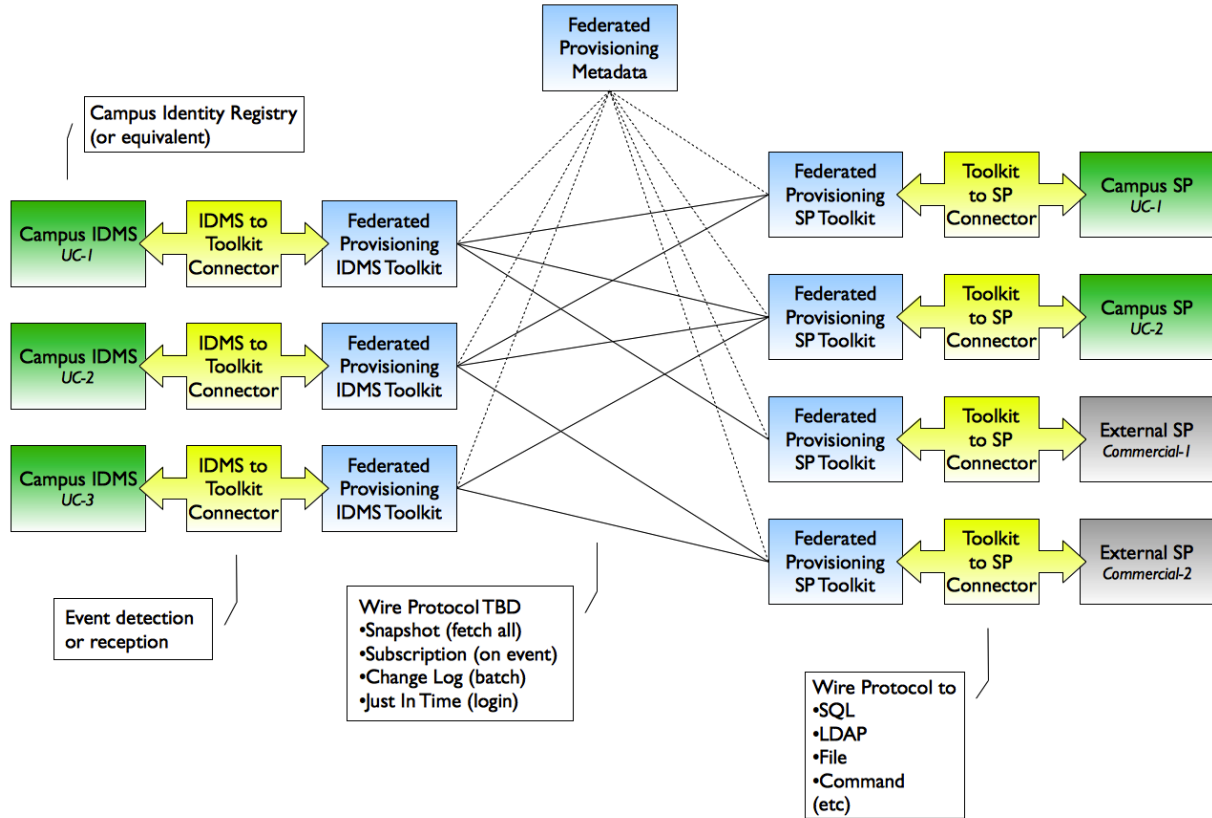 Federated
Provisioning
Metadata
Campus Identity Registry
(or equivalent)
Campus IDMS
UC-1
IDMS to
Toolkit
Connector
Federated
Provisioning
IDMS Toolkit
Campus IDMS
UC-2
IDMS to
Toolkit
Connector
Federated
Provisioning
IDMS Toolkit
Campus IDMS
UC-3
IDMS to
Toolkit
Connector
Federated
Provisioning
IDMS Toolkit
Federated
Provisioning
SP Toolkit
Toolkit
to SP
Connector
Campus SP
UC-1
Federated
Provisioning
SP Toolkit
Toolkit
to SP
Connector
Campus SP
UC-2
Federated
Provisioning
SP Toolkit
Toolkit
to SP
Connector
External SP
Commercial-1
Federated
Provisioning
SP Toolkit
Toolkit
to SP
Connector
External SP
Commercial-2
Event detection
or reception
Wire Protocol TBD
•Snapshot (fetch all)
•Subscription (on event)
•Change Log (batch)
•Just In Time (login)
Wire Protocol to
•SQL
•LDAP
•File
•Command
(etc)